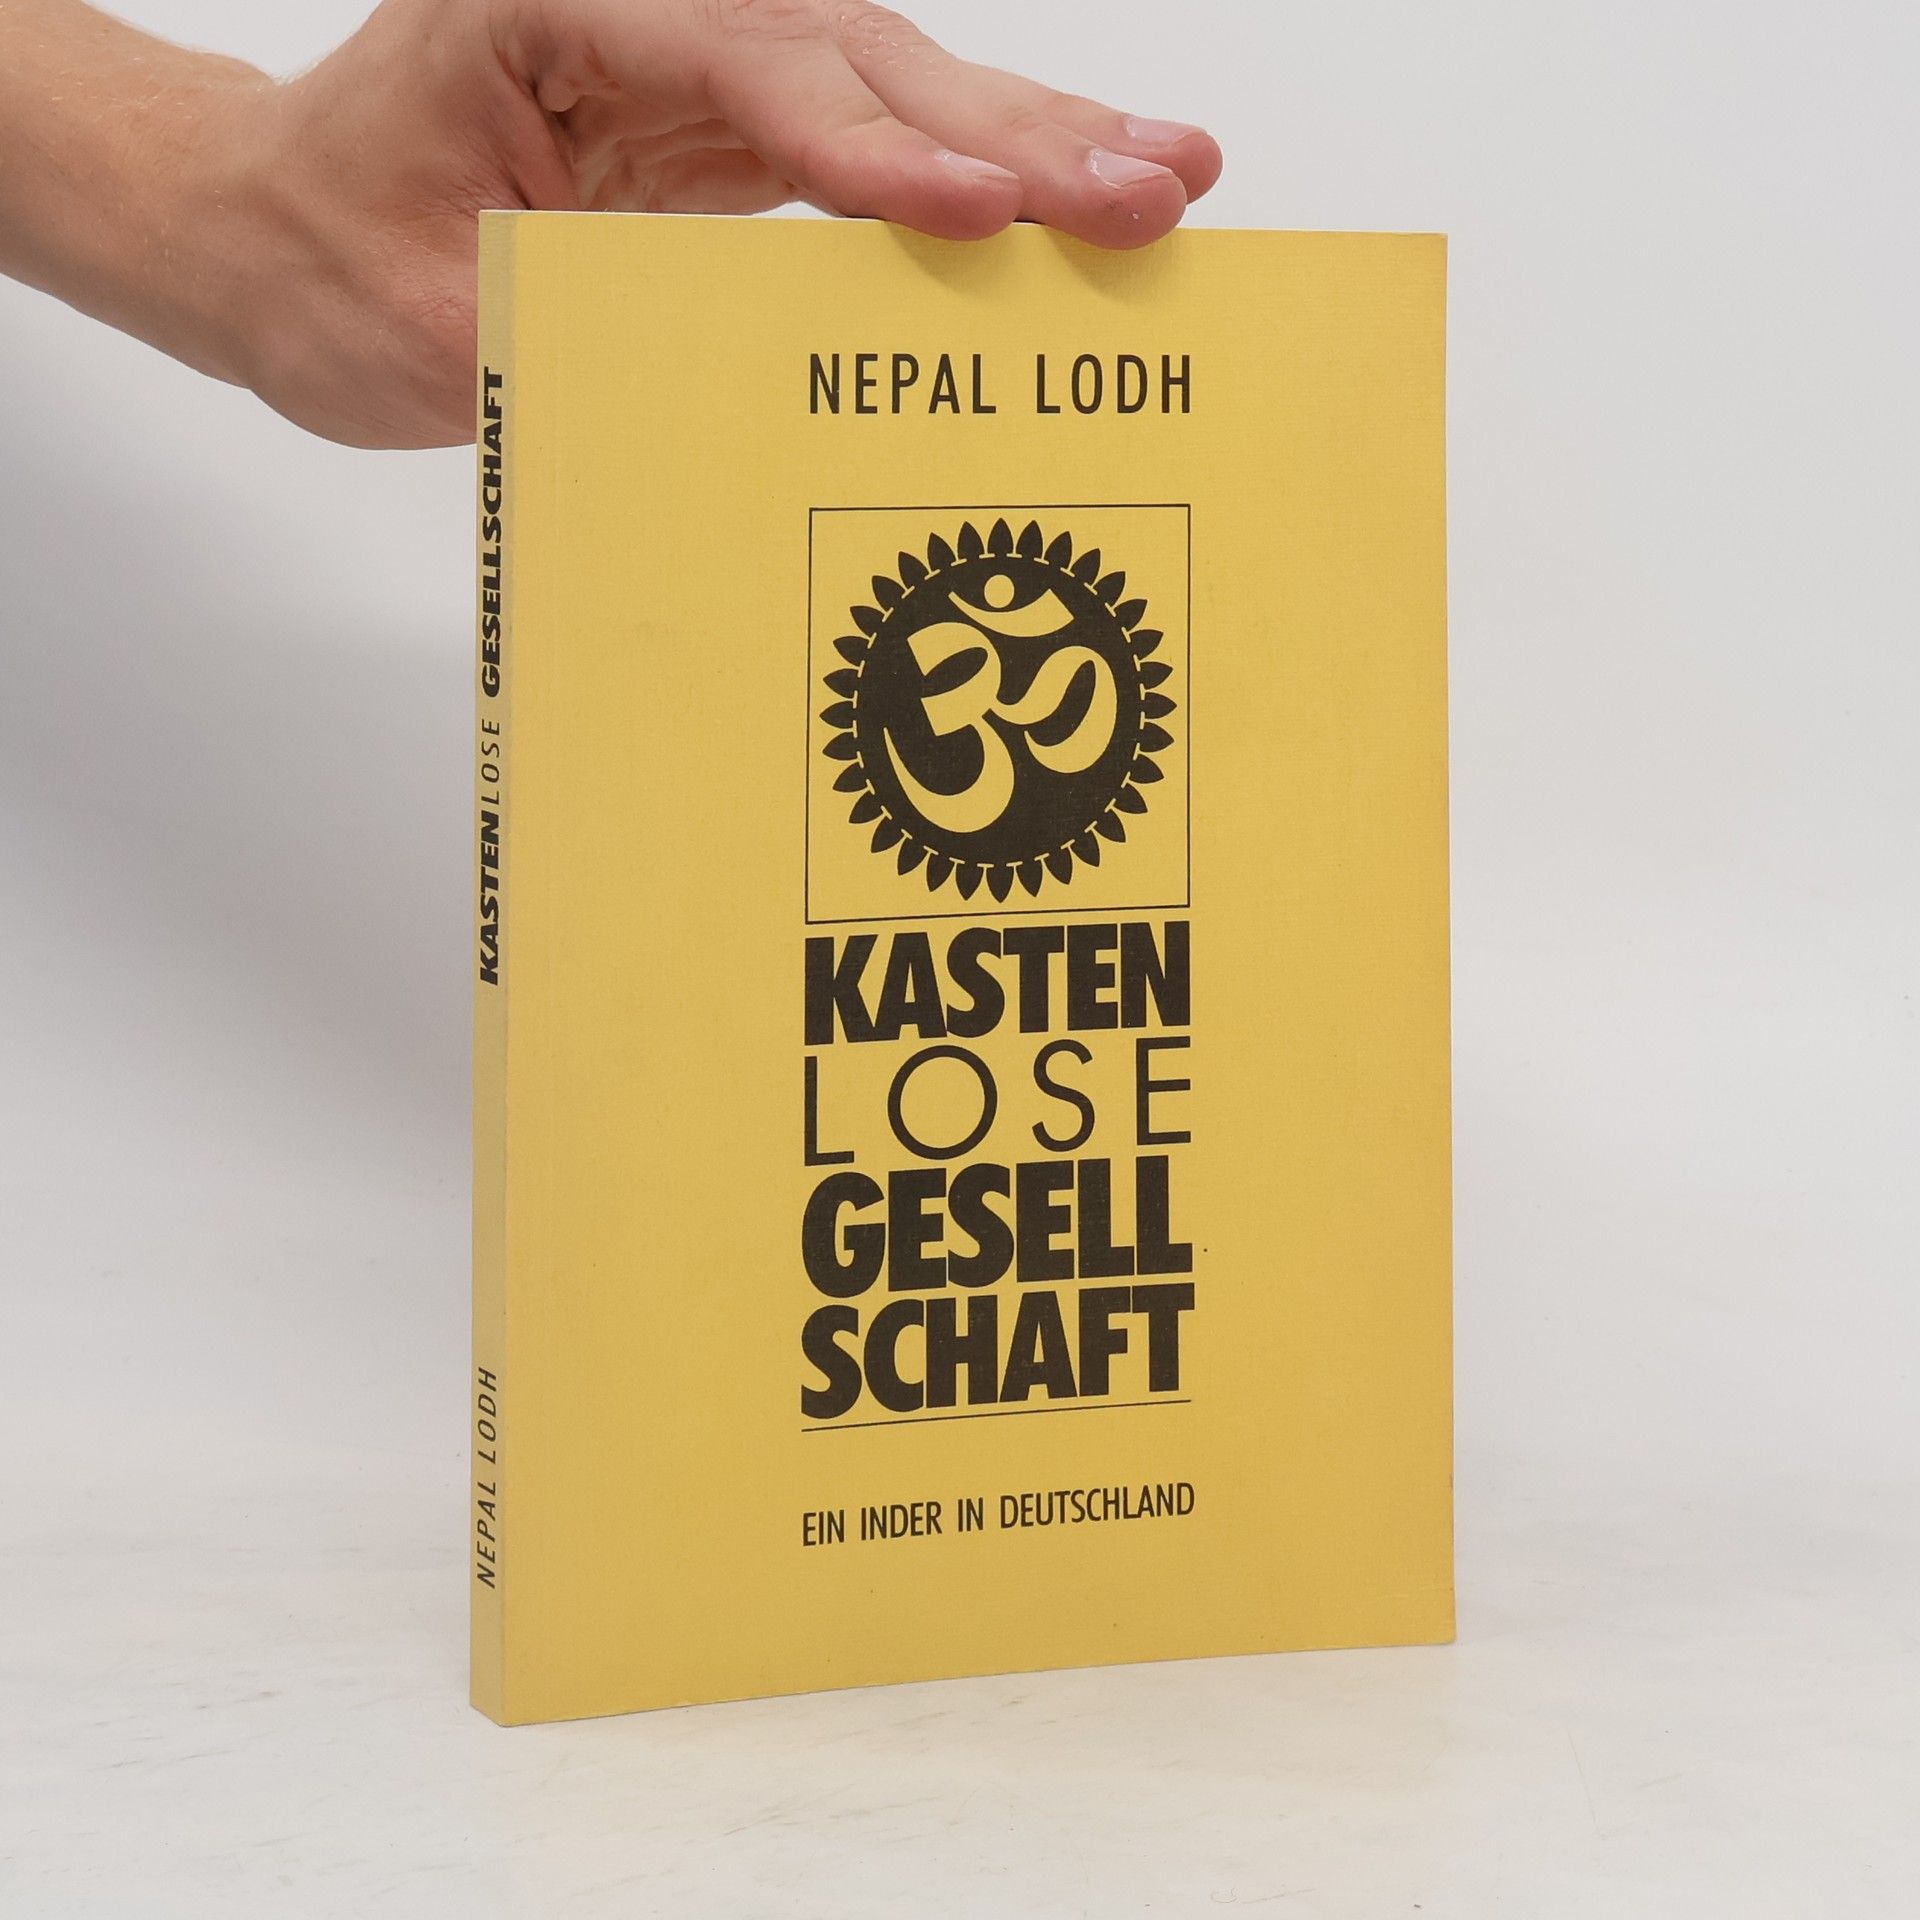 NEPAL LODH
ॐ
KASTEN
LOSE
GESELL
SCHAFT
EIN INDER IN DEUTSCHLAND
KASTENLOSE GESELLSCHAFT
NEPAL LODH